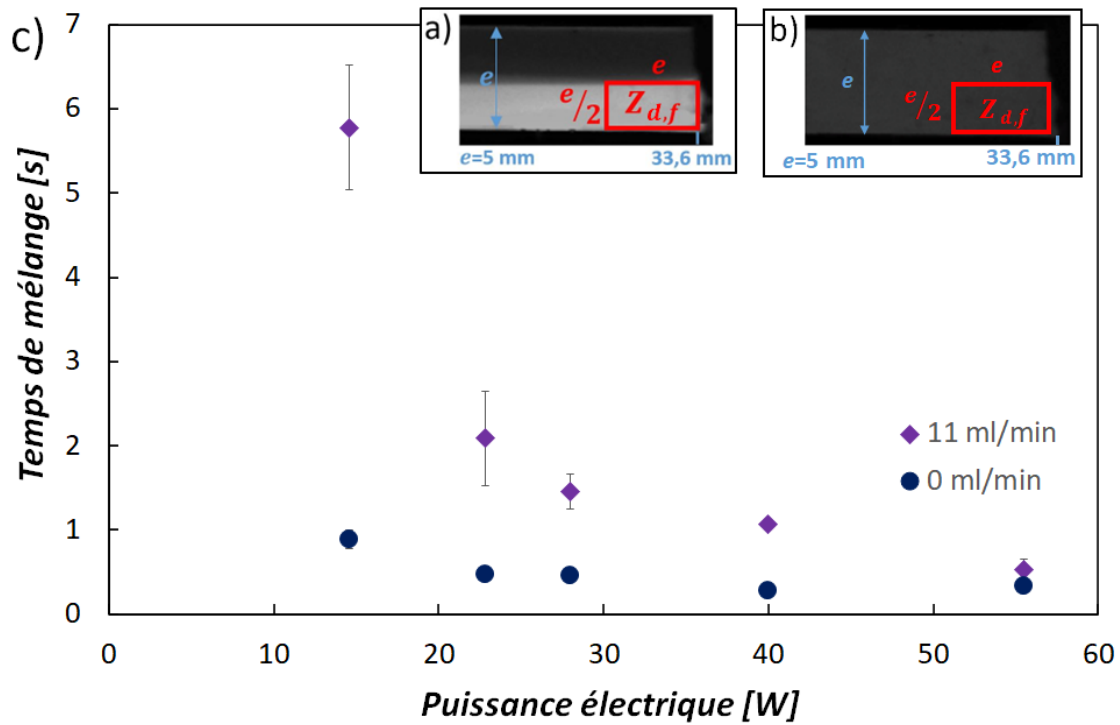 c)
a)
e
e
e/2
Z d,f
e=5 mm
33,6 mm
b)
e
e
e/2
Z d,f
e=5 mm
33,6 mm
7
6
5
4
3
2
1
0
Temps de mélange [s]
11 ml/min
0 ml/min
0 10 20 30 40 50 60
Puissance électrique [W]